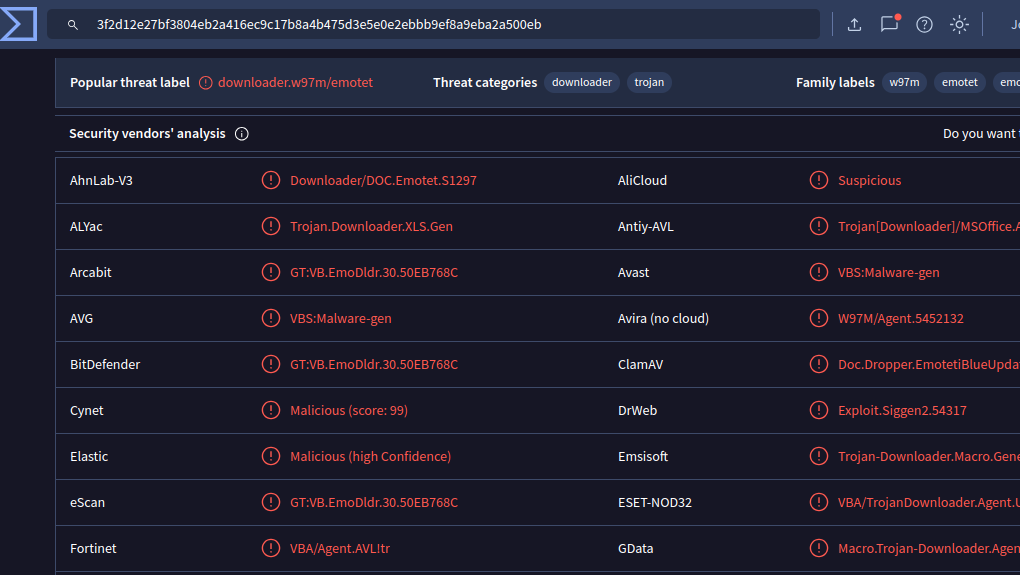 3f2d12e27bf3804eb2a416ec9c17b8a4b475d3e5e0e2ebbb9ef8a9eba2a500eb
Popular threat label downloader.w97m/emotet Threat categories downloader trojan Family labels w97m emotet emo
Security vendors' analysis Do you want
AhnLab-V3 Downloader/DOC.Emotet.S1297 AliCloud Suspicious
ALYac Trojan.Downloader.XLS.Gen Antiy-AVL Trojan[Downloader]/MSOffice.A
Arcabit GT:VB.EmoDldr.30.50EB768C Avast VBS:Malware-gen
AVG VBS:Malware-gen Avira (no cloud) W97M/Agent.5452132
BitDefender GT:VB.EmoDldr.30.50EB768C ClamAV Doc.Dropper.EmotetiBlueUpda
Cynet Malicious (score: 99) DrWeb Exploit.Siggen2.54317
Elastic Malicious (high Confidence) Emsisoft Trojan-Downloader.Macro.Gene
eScan GT:VB.EmoDldr.30.50EB768C ESET-NOD32 VBA/TrojanDownloader.Agent.U
Fortinet VBA/Agent.AVL!tr GData Macro.Trojan-Downloader.Agen